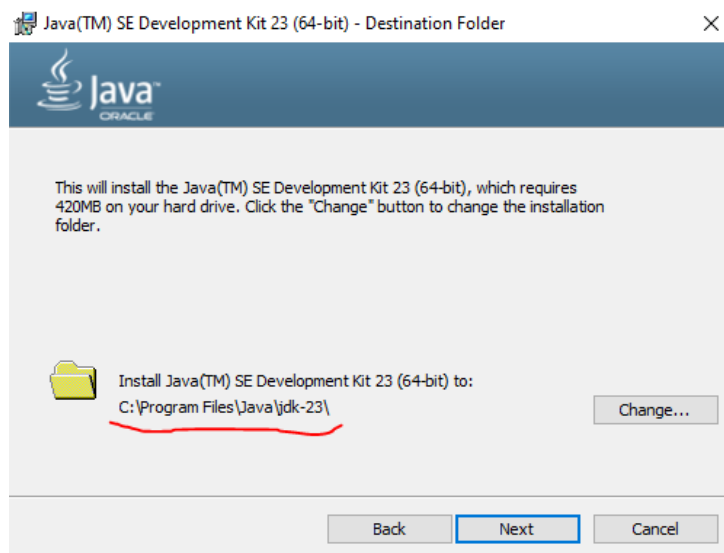 Java(TM) SE Development Kit 23 (64-bit) - Destination Folder
Java™
ORACLE
This will install the Java(TM) SE Development Kit 23 (64-bit), which requires
420MB on your hard drive. Click the "Change" button to change the installation
folder.
Install Java(TM) SE Development Kit 23 (64-bit) to:
C:\Program Files\Java\jdk-23\
Change...
Back
Next
Cancel